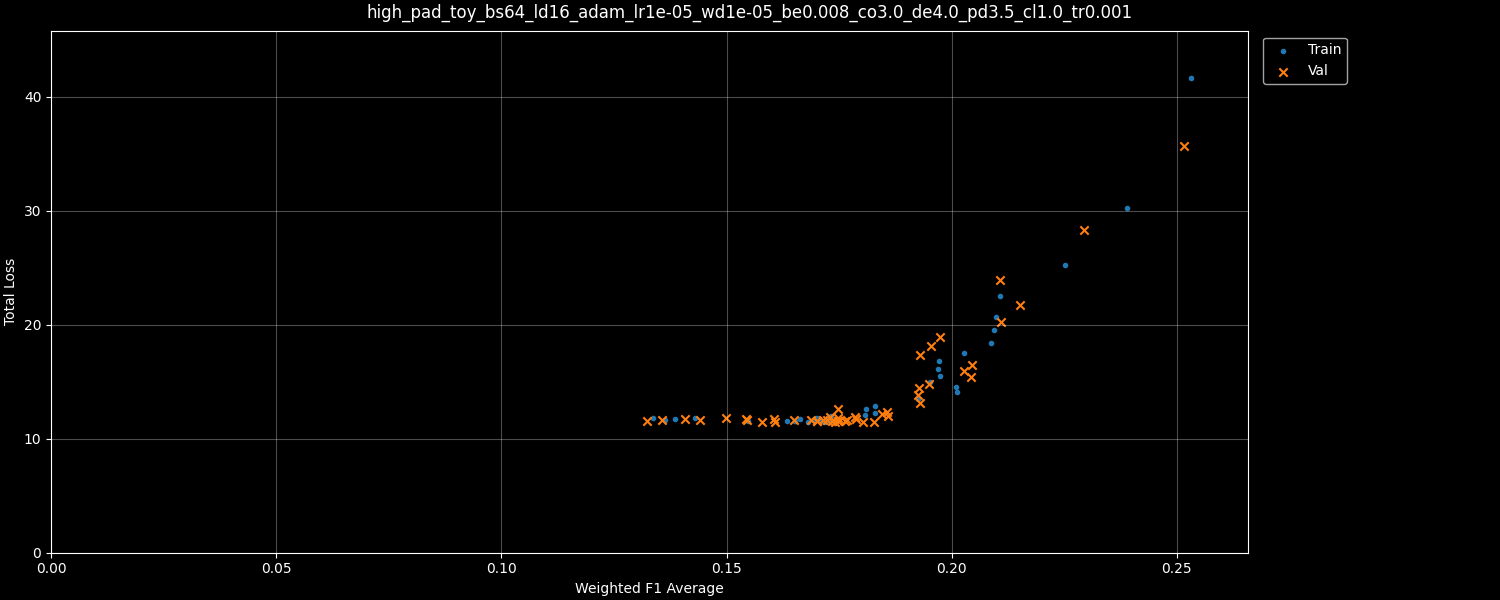 high_pad_toy_bs64_ld16_adam_lr1e-05_wd1e-05_be0.008_co3.0_de4.0_pd3.5_cl1.0_tr0.001
Train
Val
40
30
20
10
0
Total Loss
0.00 0.05 0.10 0.15 0.20 0.25
Weighted F1 Average